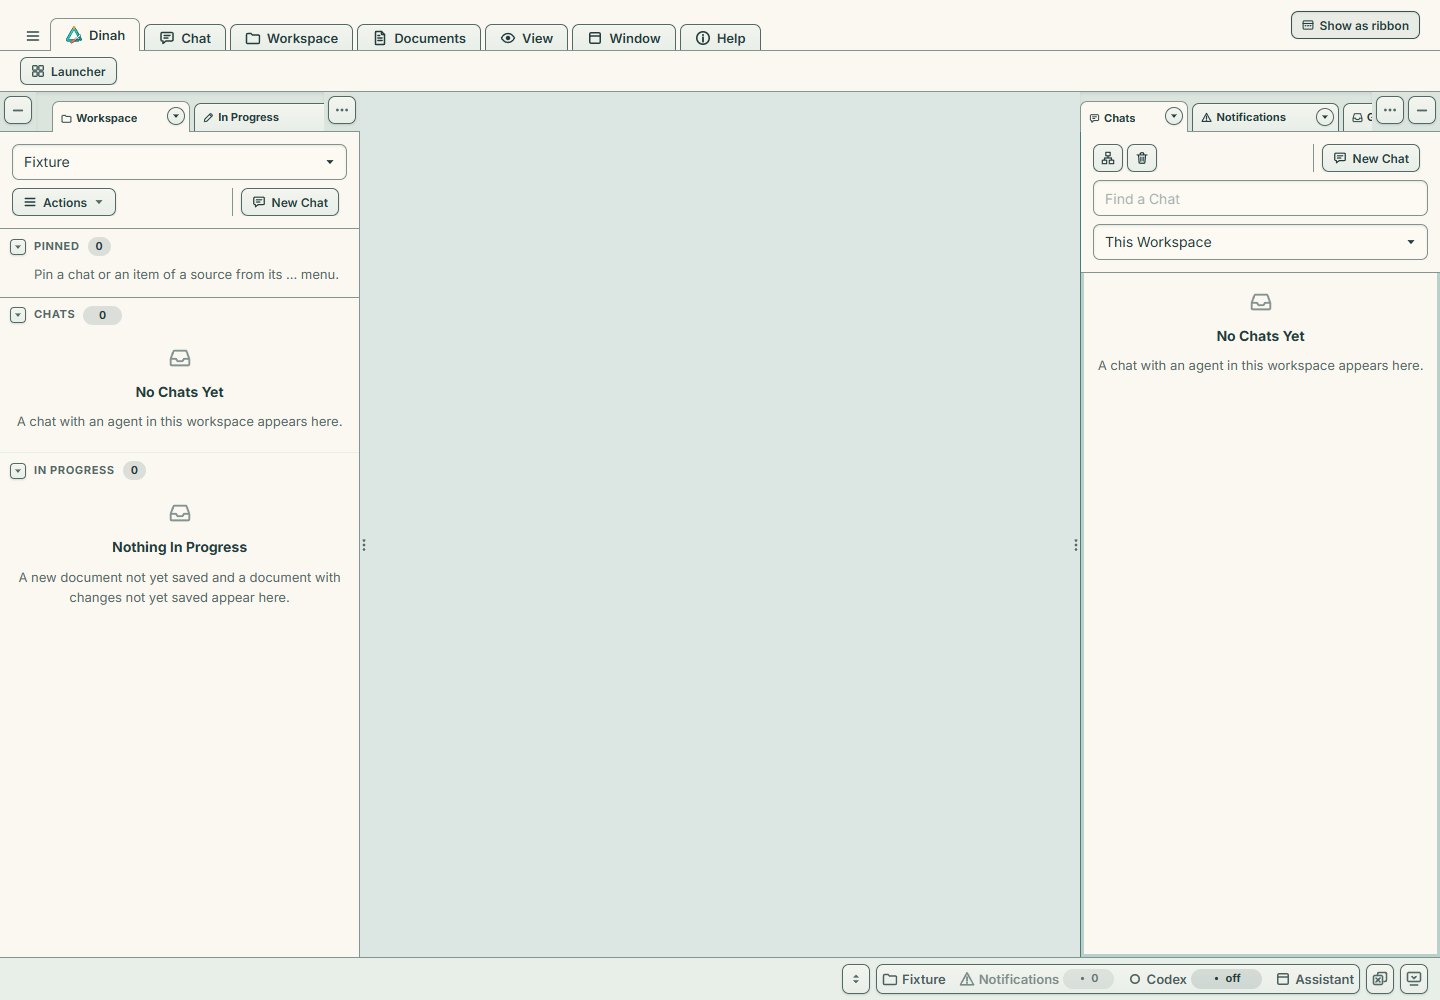 Dinah
Chat
Workspace
Documents
View
Window
Help
Show as ribbon
Launcher
Workspace
In Progress
Chats
Notifications
Fixture
Actions
New Chat
New Chat
Find a Chat
This Workspace
PINNED 0
Pin a chat or an item of a source from its ... menu.
CHATS 0
No Chats Yet
A chat with an agent in this workspace appears here.
IN PROGRESS 0
Nothing In Progress
A new document not yet saved and a document with
changes not yet saved appear here.
No Chats Yet
A chat with an agent in this workspace appears here.
Fixture
Notifications • 0
Codex • off
Assistant